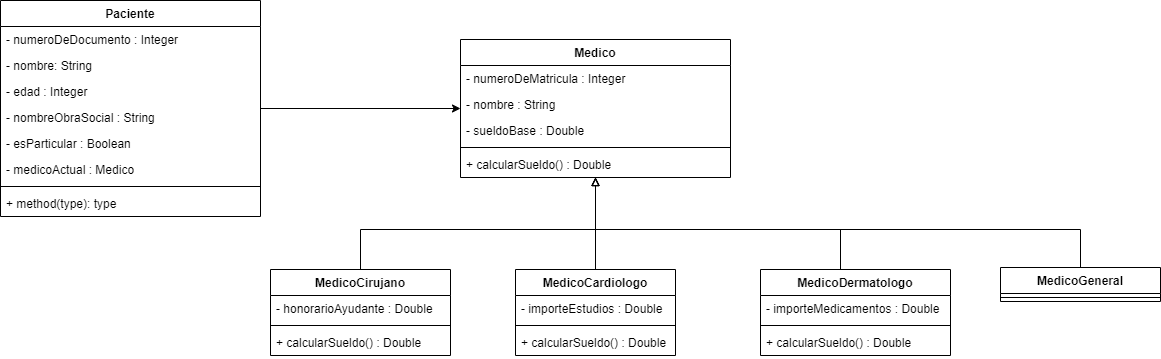 Paciente
- numeroDeDocumento : Integer
- nombre: String
- edad : Integer
- nombreObraSocial : String
- esParticular : Boolean
- medicoActual : Medico
+ method(type): type
Medico
- numeroDeMatricula : Integer
- nombre : String
- sueldoBase : Double
+ calcularSueldo() : Double
MedicoCirujano
- honorarioAyudante : Double
+ calcularSueldo() : Double
MedicoCardiologo
- importeEstudios : Double
+ calcularSueldo() : Double
MedicoDermatologo
- importeMedicamentos : Double
+ calcularSueldo() : Double
MedicoGeneral